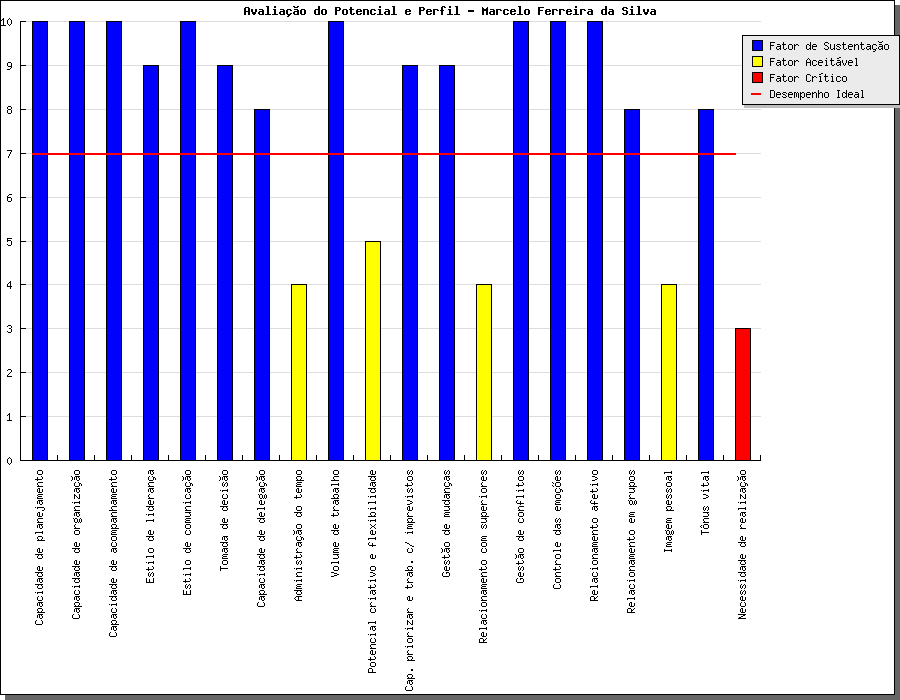 Avaliação do Potencial e Perfil - Marcelo Ferreira da Silva
Fator de Sustentação
Fator Aceitável
Fator Crítico
Desempenho Ideal
10
9
8
7
6
5
4
3
2
1
0
Capacidade de planejamento
Capacidade de organização
Capacidade de acompanhamento
Estilo de liderança
Estilo de comunicação
Tomada de decisão
Capacidade de delegação
Administração do tempo
Volume de trabalho
Potencial criativo e flexibilidade
Cap. priorizar e trab. c/ imprevistos
Gestão de mudanças
Relacionamento com superiores
Gestão de conflitos
Controle das emoções
Relacionamento afetivo
Relacionamento em grupos
Imagem pessoal
Tônus vital
Necessidade de realização